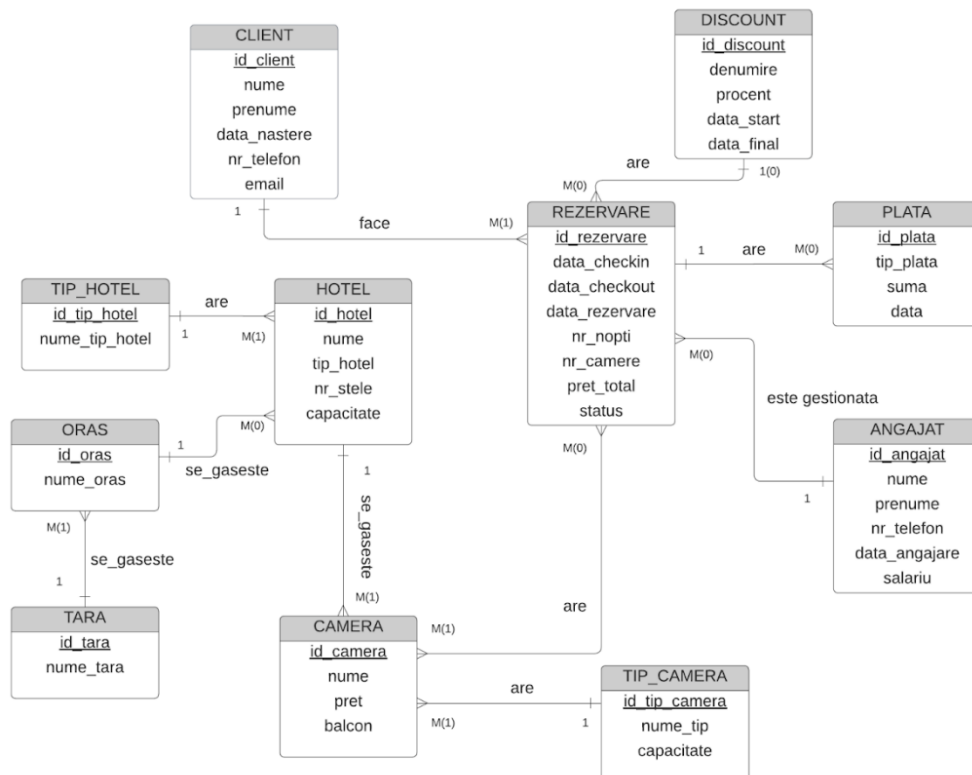 CLIENT
id_client
nume
prenume
data_nastere
nr_telefon
email
1
face
M(1)
DISCOUNT
id_discount
denumire
procent
data_start
data_final
1(0)
are
M(0)
REZERVARE
id_rezervare
data_checkin
data_checkout
data_rezervare
nr_nopti
nr_camere
pret_total
status
1
are
M(0)
PLATA
id_plata
tip_plata
suma
data
TIP_HOTEL
id_tip_hotel
nume_tip_hotel
are
1
M(1)
HOTEL
id_hotel
nume
tip_hotel
nr_stele
capacitate
M(0)
este gestionata
1
ANGAJAT
id_angajat
nume
prenume
nr_telefon
data_angajare
salariu
ORAS
id_oras
nume_oras
1
se_gaseste
M(0)
M(1)
se_gaseste
1
TARA
id_tara
nume_tara
1
se_gaseste
M(1)
CAMERA
id_camera
nume
pret
balcon
M(0)
are
M(1)
are
M(1)
1
TIP_CAMERA
id_tip_camera
nume_tip
capacitate